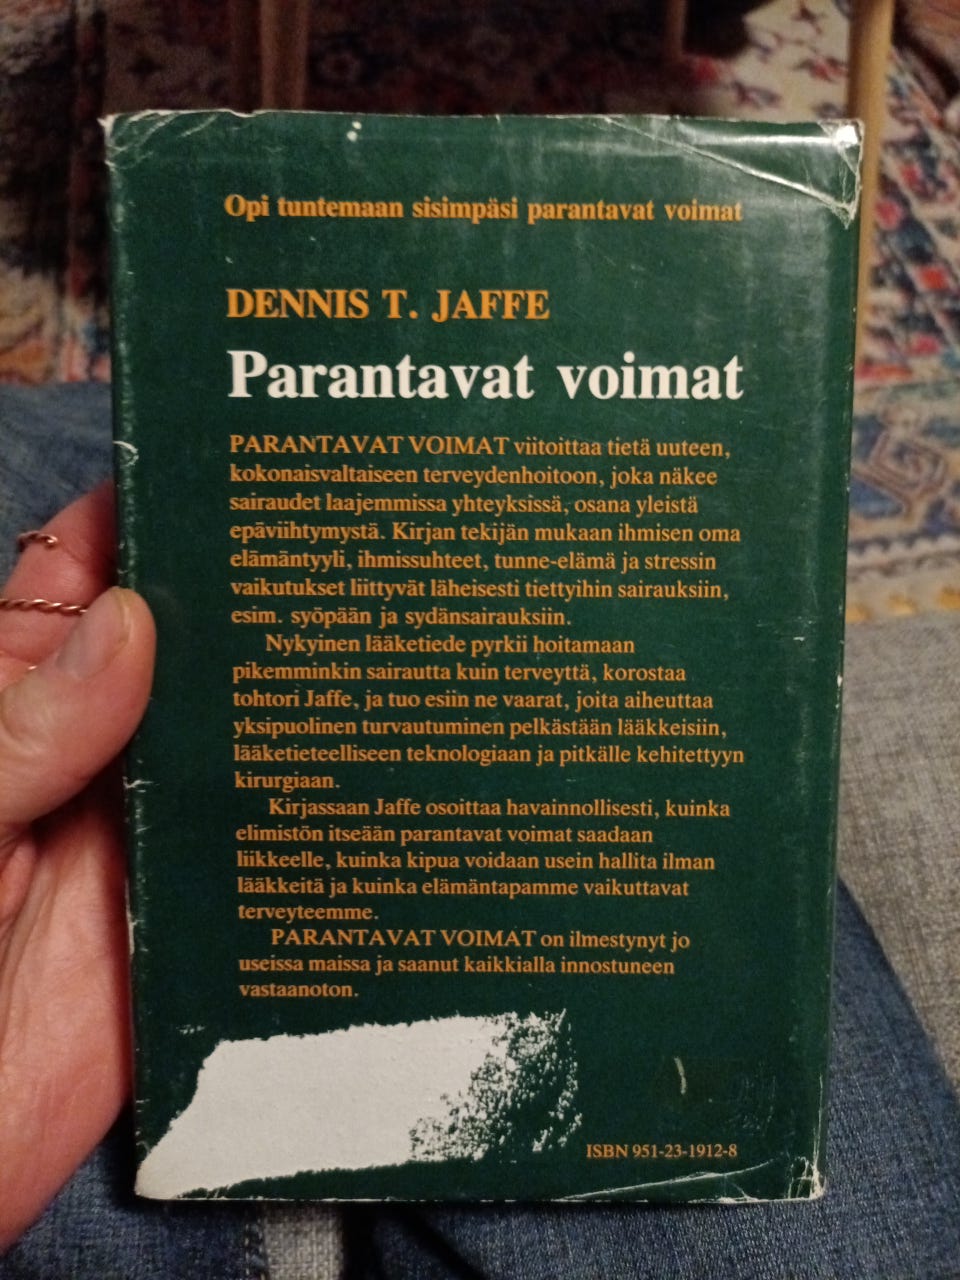 Opi tuntemaan sisimpäsi parantavat voimat
DENNIS T. JAFFE
Parantavat voimat
PARANTAVAT VOIMAT viitoittaa tietä uuteen,
kokonaisvaltaiseen terveydenhoitoon, joka näkee
sairaudet laajemmissa yhteyksissä, osana yleistä
epäviihtymystä. Kirjan tekijän mukaan ihmisen oma
elämäntyyli, ihmissuhteet, tunne-elämä ja stressin
vaikutukset liittyvät läheisesti tiettyihin sairauksiin,
esim. syöpään ja sydänsairauksiin.
Nykyinen lääketiede pyrkii hoitamaan
pikemminkin sairautta kuin terveyttä, korostaa
tohtori Jaffe, ja tuo esiin ne vaarat, joita aiheuttaa
yksipuolinen turvautuminen pelkästään lääkkeisiin,
lääketieteelliseen teknologiaan ja pitkälle kehitettyyn
kirurgiaan.
Kirjassaan Jaffe osoittaa havainnollisesti, kuinka
elimistön itseään parantavat voimat saadaan
liikkeelle, kuinka kipua voidaan usein hallita ilman
lääkkeitä ja kuinka elämäntapamme vaikuttavat
terveyteemme.
PARANTAVAT VOIMAT on ilmestynyt jo
useissa maissa ja saanut kaikkialla innostuneen
vastaanoton.
ISBN 951-23-1912-8